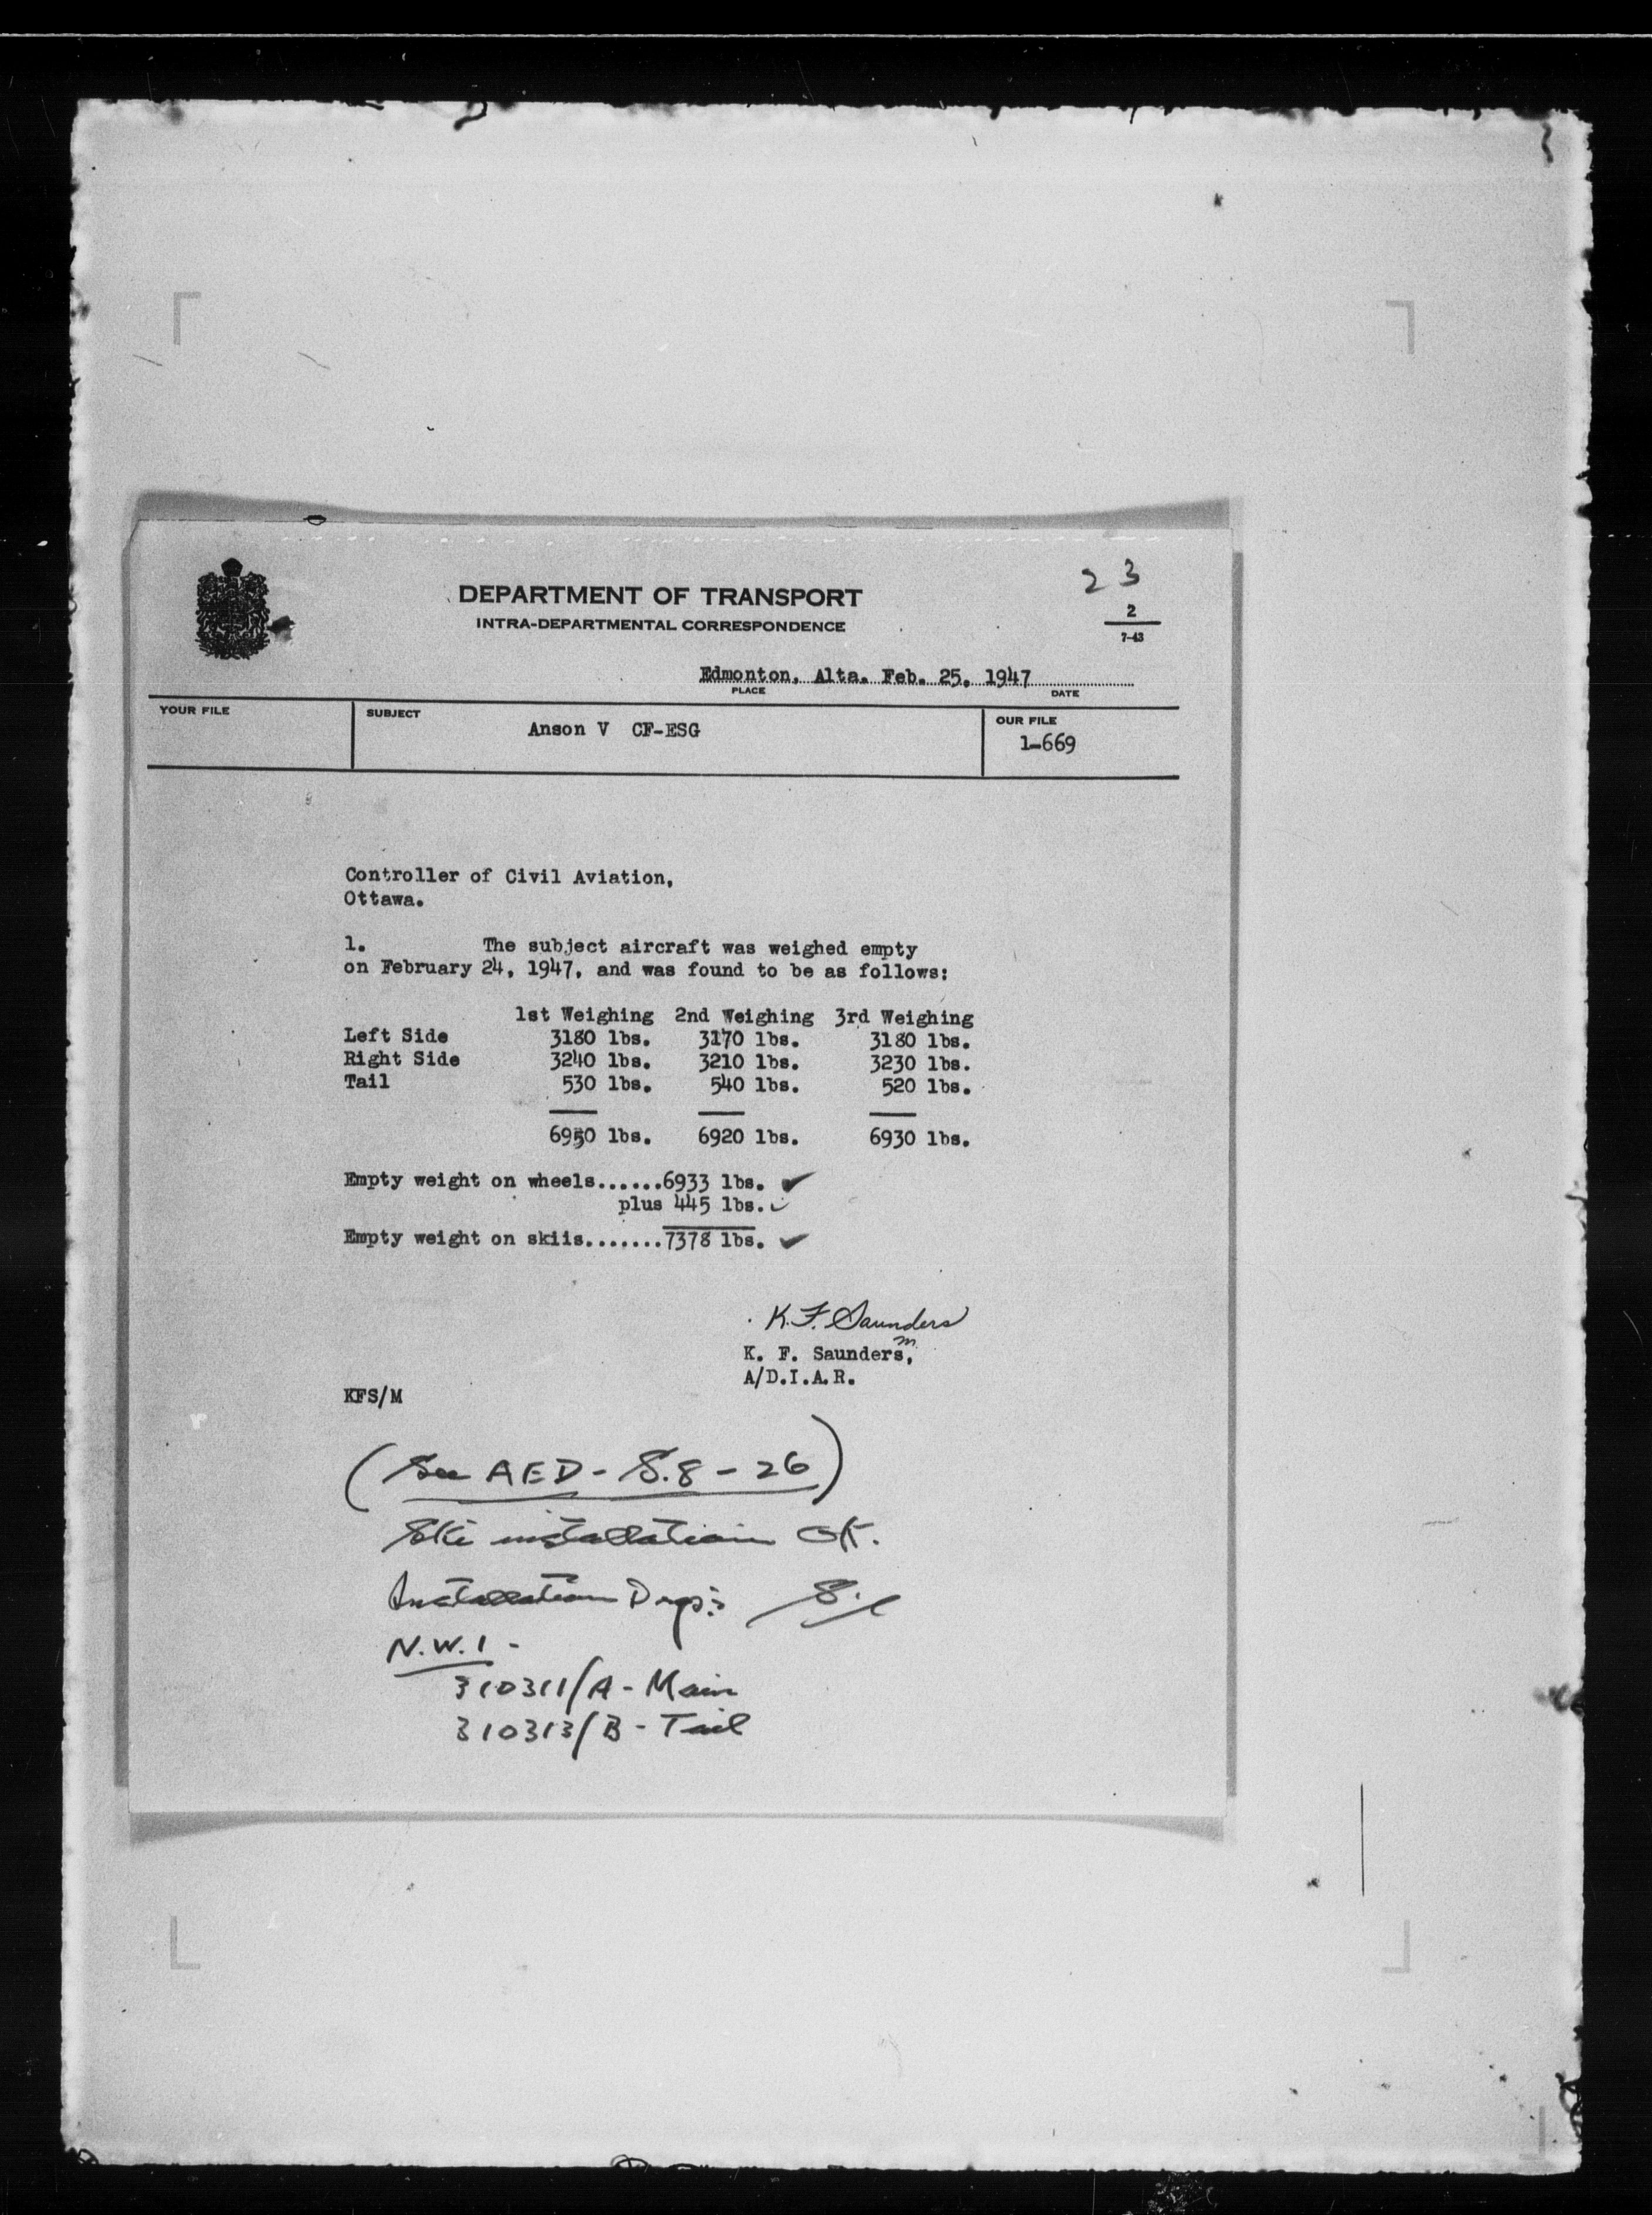 23
DEPARTMENT OF TRANSPORT
INTRA-DEPARTMENTAL CORRESPONDENCE
2
7-43
Edmonton, Alta. Feb. 25, 1947
PLACE DATE
YOUR FILE SUBJECT OUR FILE
Anson V CF-ESG 1-669
Controller of Civil Aviation,
Ottawa.
1. The subject aircraft was weighed empty
on February 24, 1947, and was found to be as follows:
1st Weighing 2nd Weighing 3rd Weighing
Left Side 3180 lbs. 3170 lbs. 3180 lbs.
Right Side 3240 lbs. 3210 lbs. 3230 lbs.
Tail 530 lbs. 540 lbs. 520 lbs.
6950 lbs. 6920 lbs. 6930 lbs.
Empty weight on wheels......6933 lbs.
plus 445 lbs.
Empty weight on skiis.......7378 lbs.
K.F. Saunders
m
K. F. Saunders,
A/D.I.A.R.
KFS/M
(See AED - S.8 - 26)
Ski installation OK.
Installation Drgs:
N.W.I -
310311/A - Main
310313/B - Tail